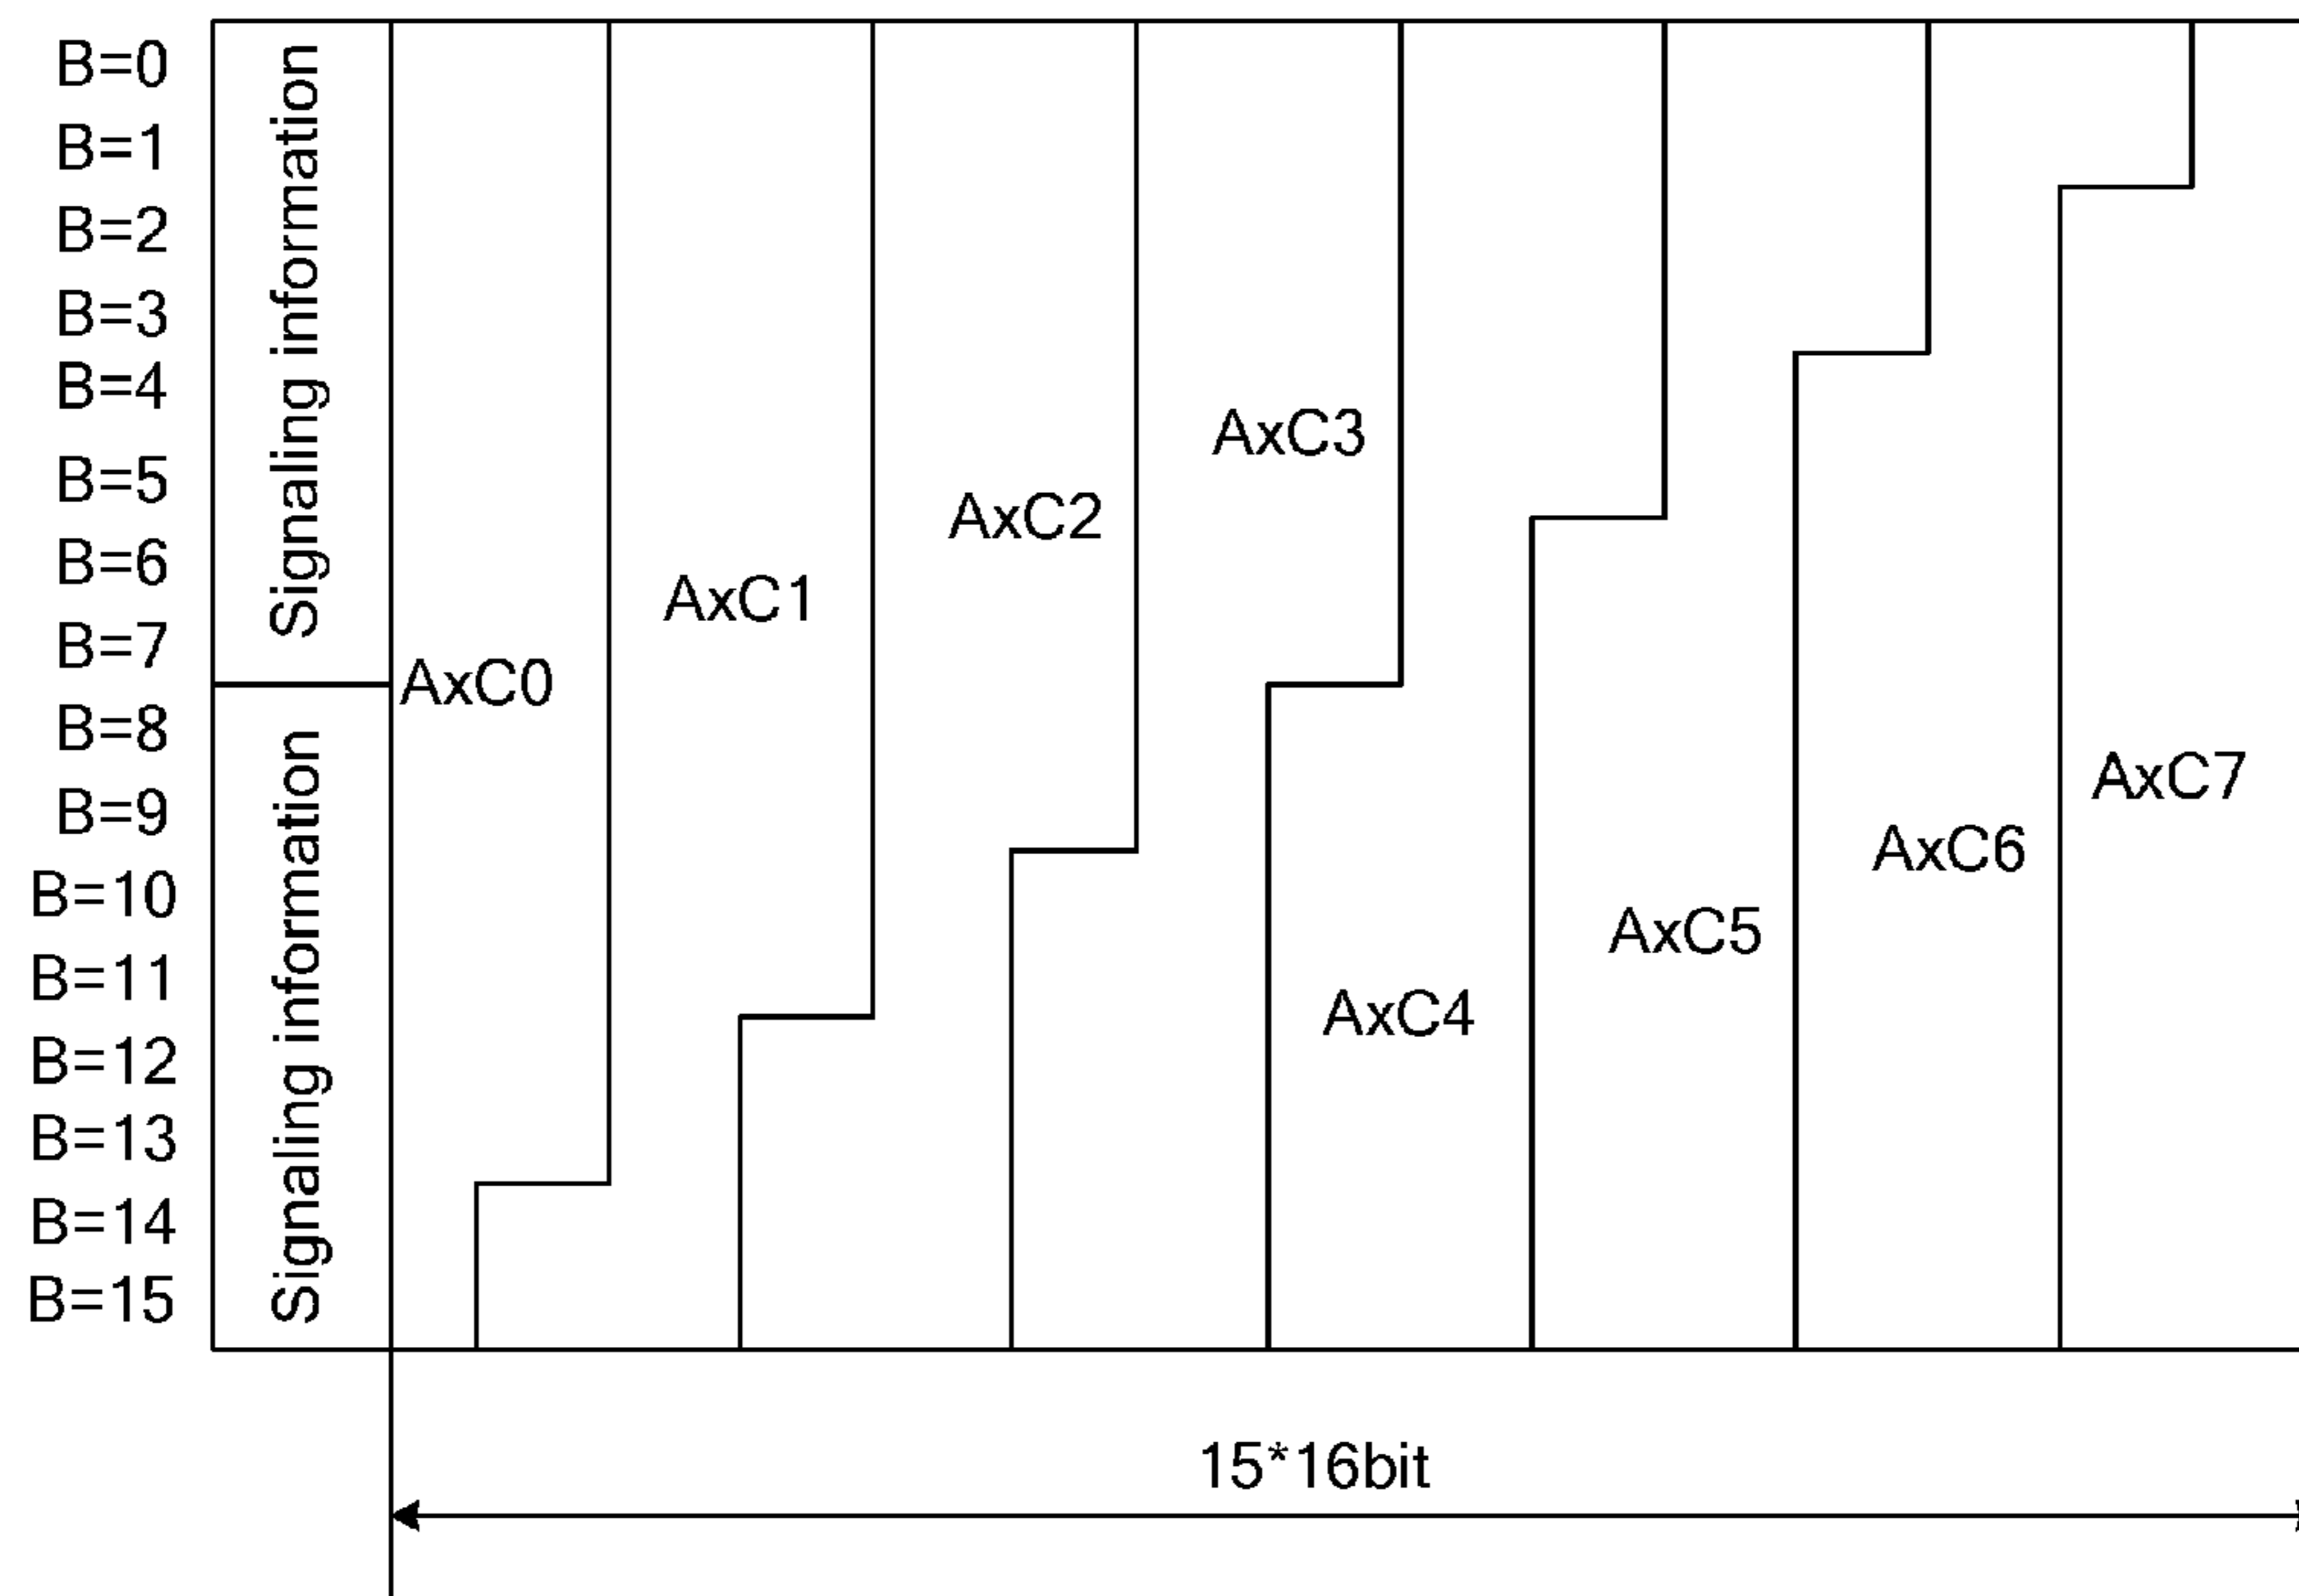 B=0
B=1
B=2
B=3
B=4
B=5
B=6
B=7
B=8
B=9
B=10
B=11
B=12
B=13
B=14
B=15
Signaling information
Signaling information
AxC0
AxC1
AxC2
AxC3
AxC4
AxC5
AxC6
AxC7
15*16bit